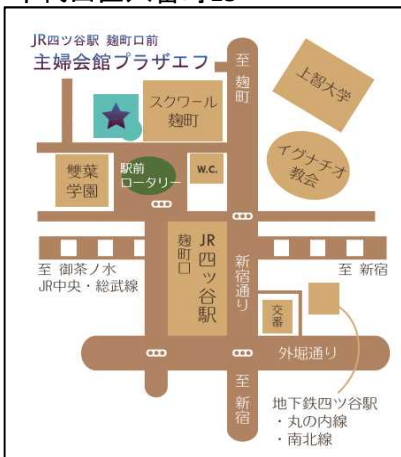 JR四ツ谷駅 麹町口前
主婦会館プラザエフ
至
麹
町
上智大学
スクワール
麹町
雙葉
学園
駅前
ロータリー
W.C.
イグナチオ
教会
JR四ツ谷駅
麹町口
新宿通り
至 御茶ノ水
JR中央・総武線
至 新宿
交
番
外堀通り
至
新
宿
地下鉄四ツ谷駅
・丸の内線
・南北線